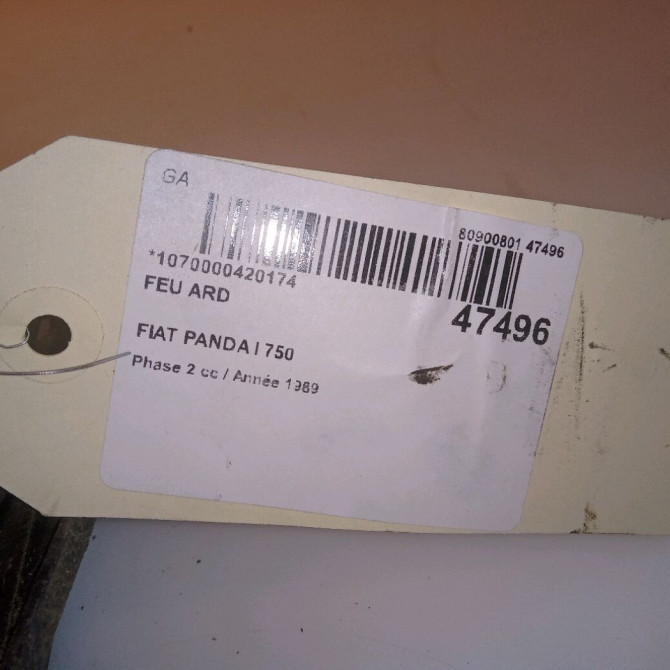 GA
80900801 47496
*1070000420174
FEU ARD
47496
FIAT PANDA I 750
Phase 2 cc / Année 1989